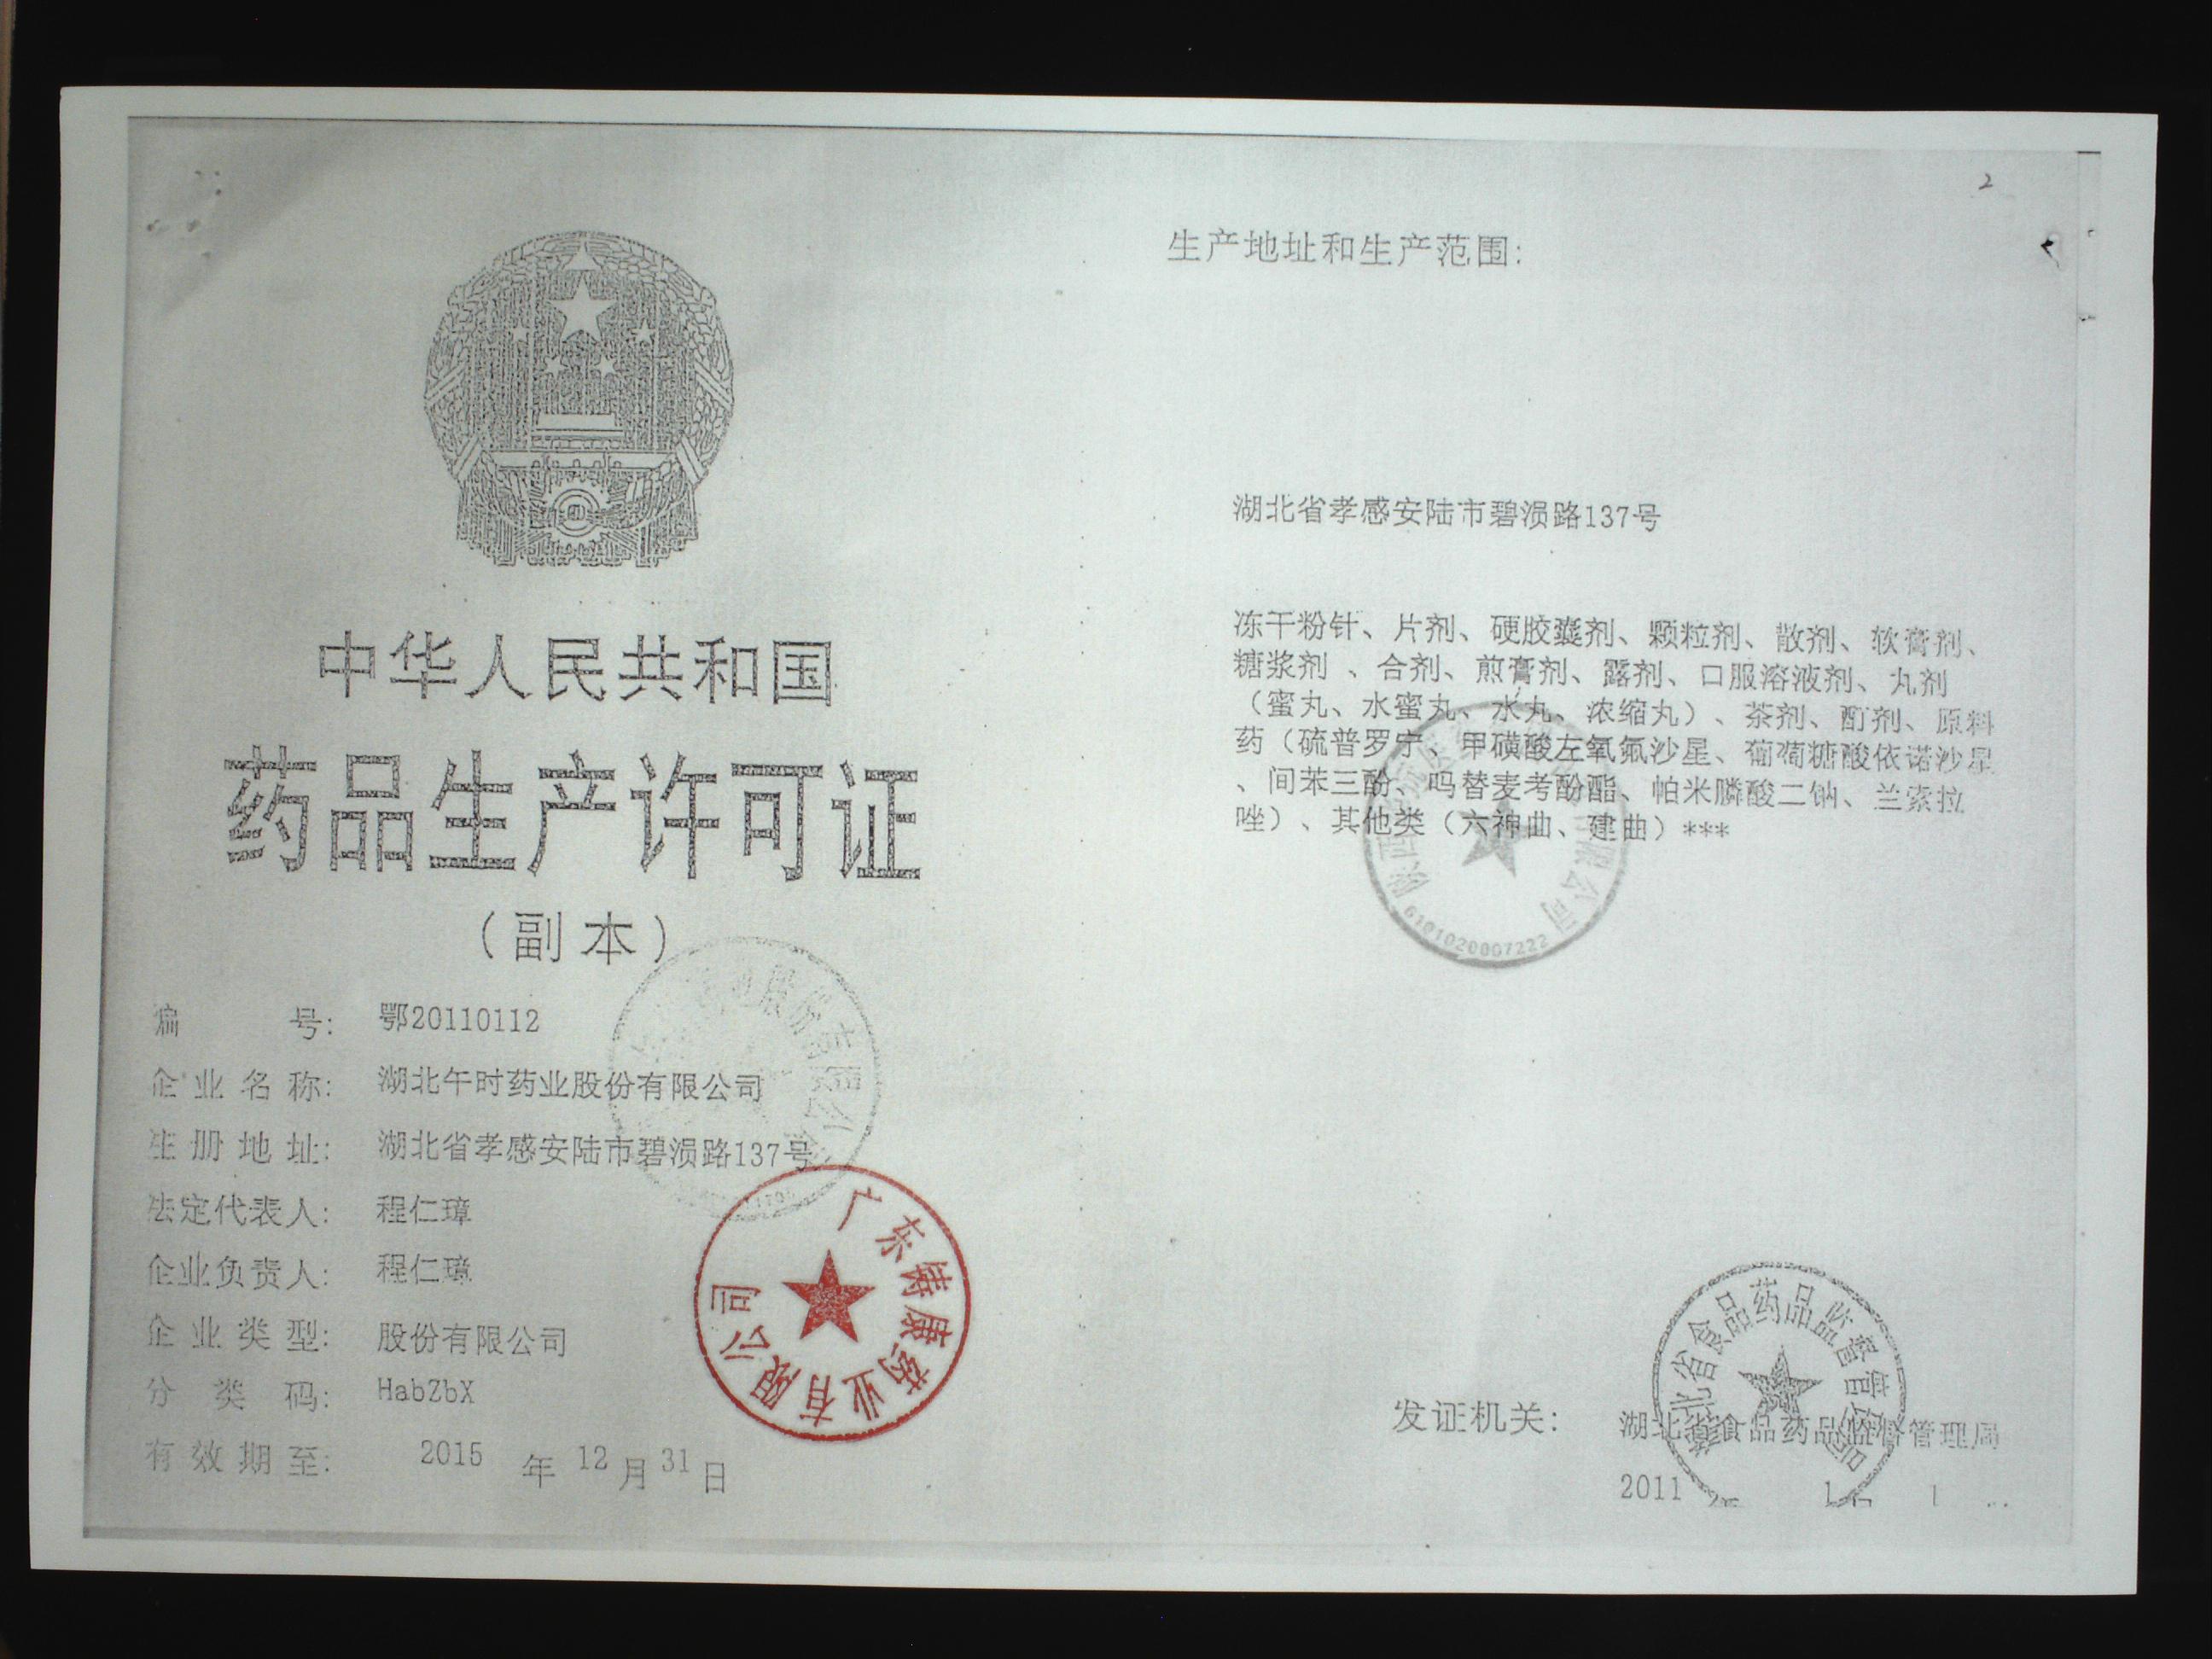 中华人民共和国
药品生产许可证
（副本）
编号：鄂20110112
企业名称：湖北午时药业股份有限公司
注册地址：湖北省孝感安陆市碧涢路137号
法定代表人：程仁璋
企业负责人：程仁璋
企业类型：股份有限公司
分类码：HabZbX
有效期至：2015年12月31日
广东铸康药业有限公司
2
生产地址和生产范围：
湖北省孝感安陆市碧涢路137号
冻干粉针、片剂、硬胶囊剂、颗粒剂、散剂、软膏剂、
糖浆剂 、合剂、煎膏剂、露剂、口服溶液剂、丸剂
（蜜丸、水蜜丸、水丸、浓缩丸）、茶剂、酊剂、原料
药（硫普罗宁、甲磺酸左氧氟沙星、葡萄糖酸依诺沙星
、间苯三酚、吗替麦考酚酯、帕米膦酸二钠、兰索拉
唑）、其他类（六神曲、建曲）***
6101020007222
发证机关：湖北省食品药品监督管理局
湖北省食品药品监督管理局
2011 1 1